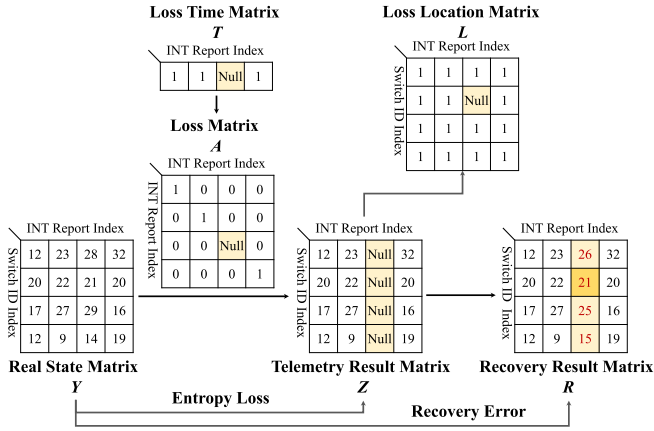 Loss Time Matrix
T
INT Report Index
1 1 Null 1
Loss Matrix
A
INT Report Index
INT Report Index
1 0 0 0
0 1 0 0
0 0 Null 0
0 0 0 1
Loss Location Matrix
L
INT Report Index
Switch ID Index
1 1 1 1
1 1 Null 1
1 1 1 1
1 1 1 1
INT Report Index
Switch ID Index
12 23 28 32
20 22 21 20
17 27 29 16
12 9 14 19
Real State Matrix
Y
INT Report Index
Switch ID Index
12 23 Null 32
20 22 Null 20
17 27 Null 16
12 9 Null 19
Telemetry Result Matrix
Z
INT Report Index
Switch ID Index
12 23 26 32
20 22 21 20
17 27 25 16
12 9 15 19
Recovery Result Matrix
R
Entropy Loss
Recovery Error